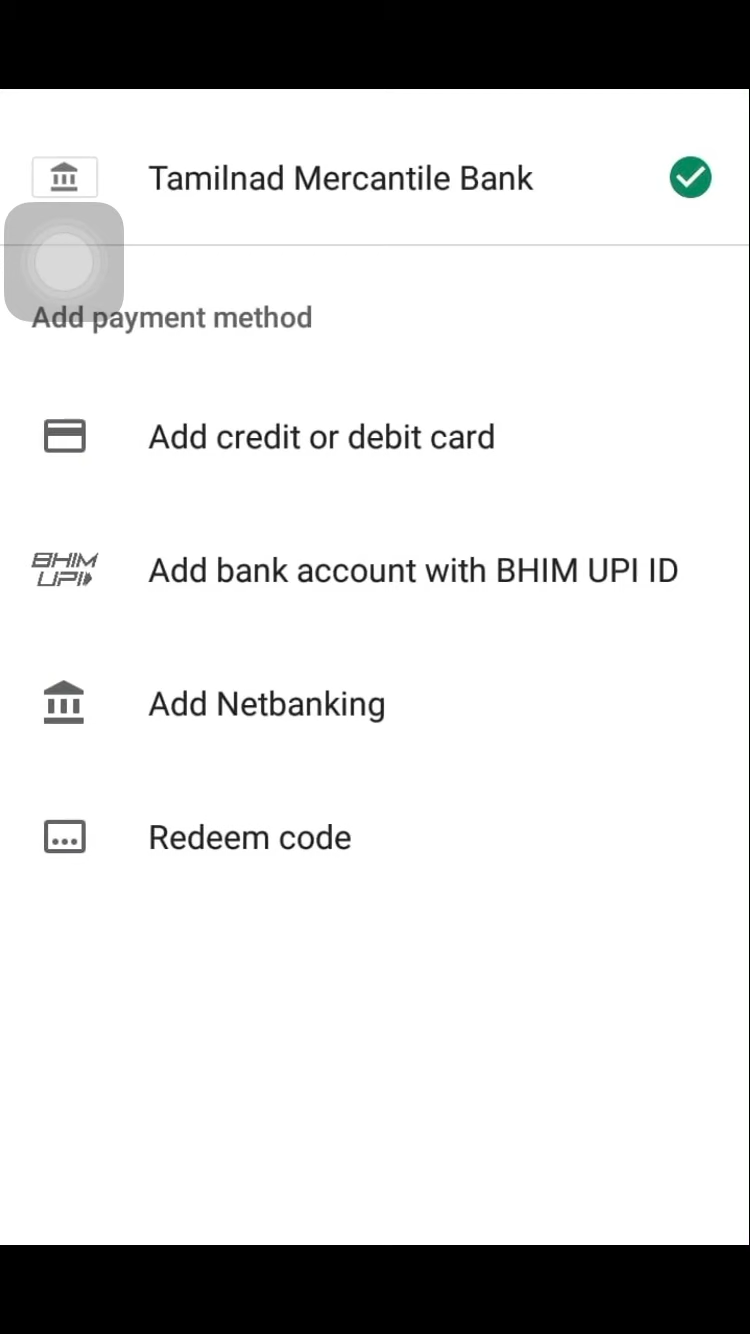 Tamilnad Mercantile Bank
Add payment method
Add credit or debit card
BHIM
UPI
Add bank account with BHIM UPI ID
Add Netbanking
Redeem code